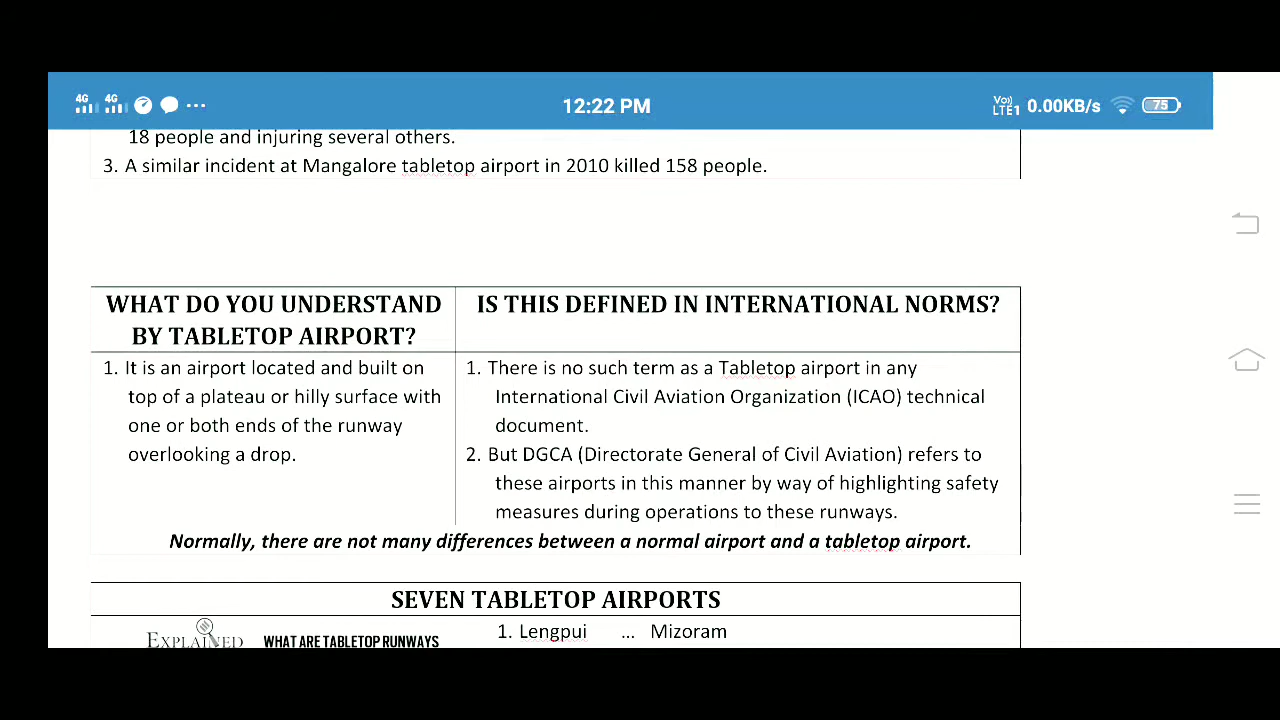 4G 4G ... 12:22 PM Vo) LTE1 0.00KB/s 75
18 people and injuring several others.
3. A similar incident at Mangalore tabletop airport in 2010 killed 158 people.
WHAT DO YOU UNDERSTAND
BY TABLETOP AIRPORT?
1. It is an airport located and built on
top of a plateau or hilly surface with
one or both ends of the runway
overlooking a drop.
IS THIS DEFINED IN INTERNATIONAL NORMS?
1. There is no such term as a Tabletop airport in any
International Civil Aviation Organization (ICAO) technical
document.
2. But DGCA (Directorate General of Civil Aviation) refers to
these airports in this manner by way of highlighting safety
measures during operations to these runways.
Normally, there are not many differences between a normal airport and a tabletop airport.
SEVEN TABLETOP AIRPORTS
EXPLAINED WHAT ARE TABLETOP RUNWAYS
1. Lengpui ... Mizoram